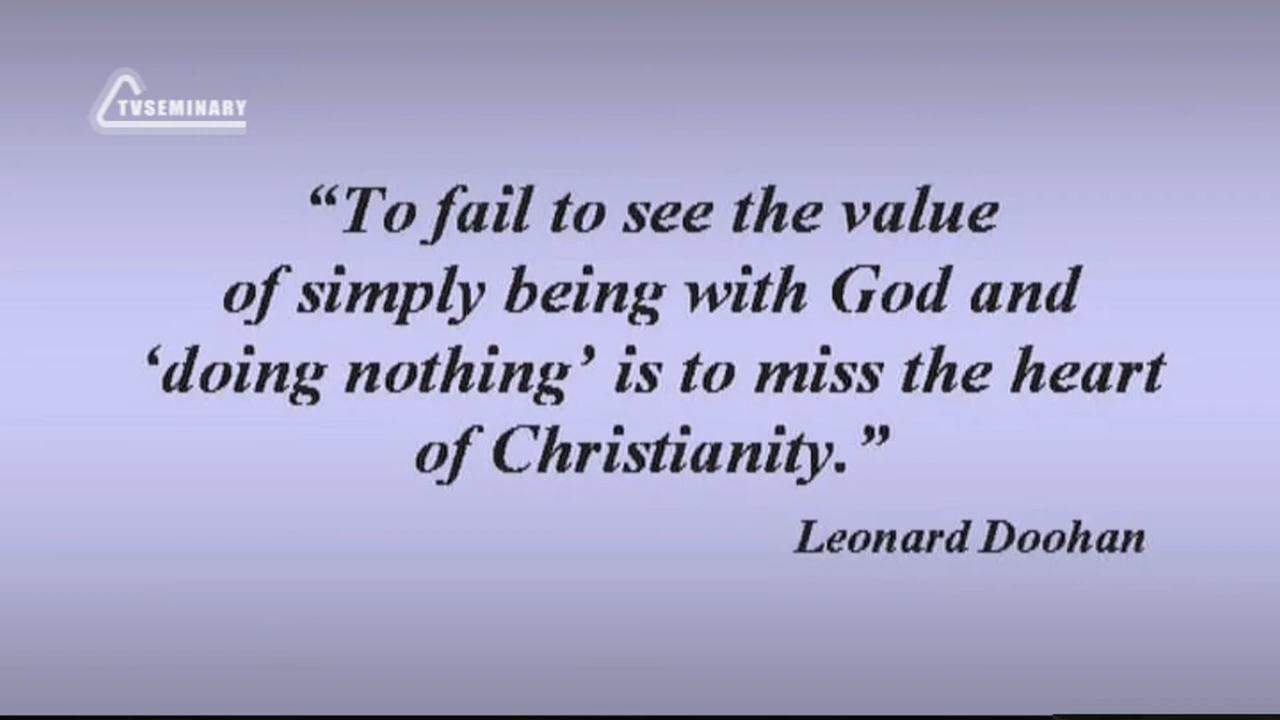 TVSEMINARY
“To fail to see the value
of simply being with God and
‘doing nothing’ is to miss the heart
of Christianity.”
Leonard Doohan